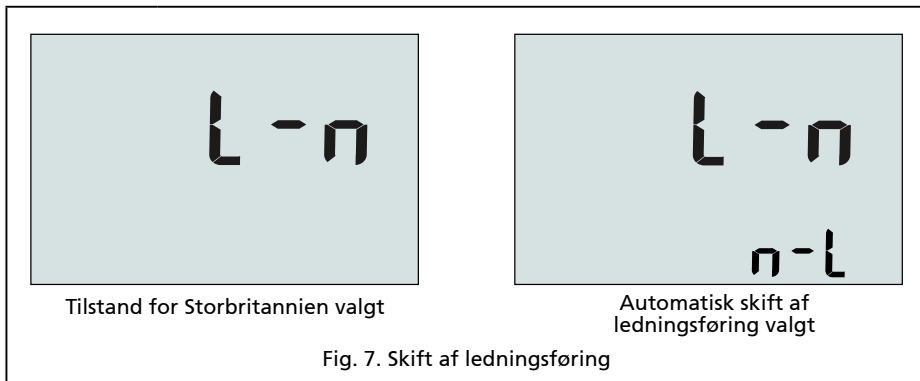 L-n
L-n
n-L
Tilstand for Storbritannien valgt
Automatisk skift af
ledningsføring valgt
Fig. 7. Skift af ledningsføring